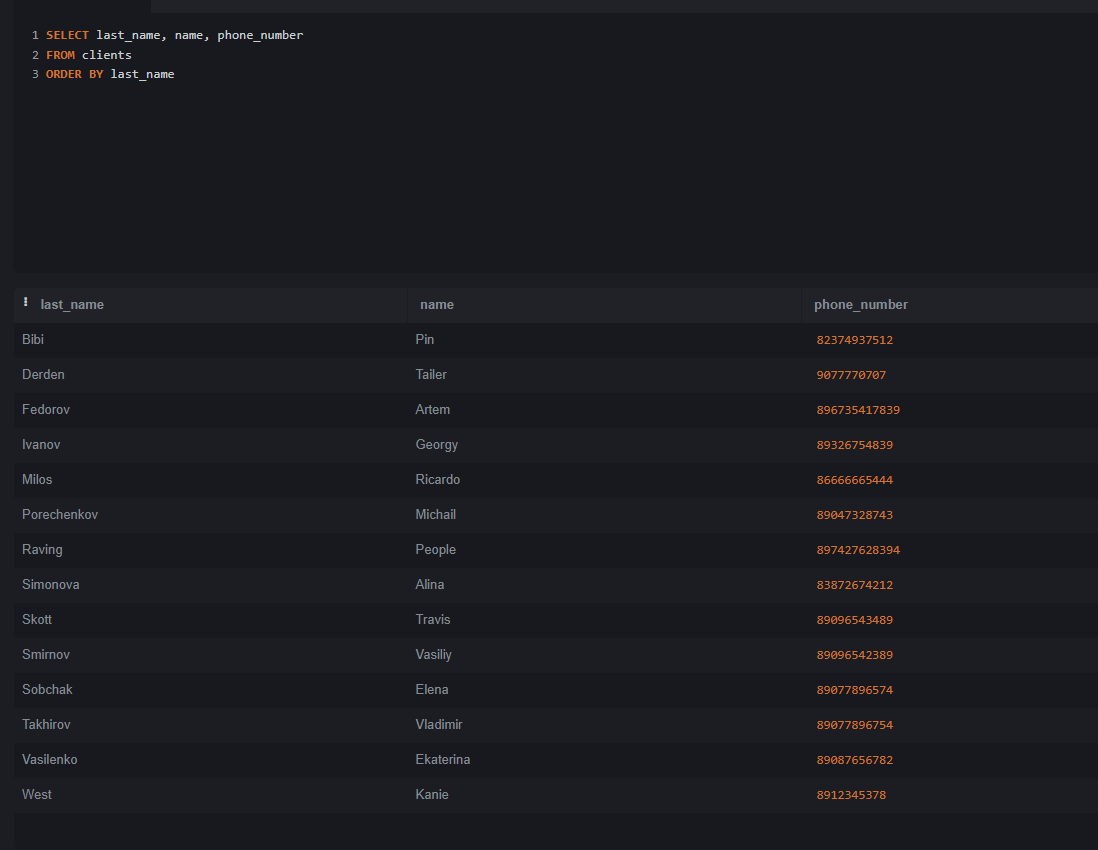 1 SELECT last_name, name, phone_number
2 FROM clients
3 ORDER BY last_name
last_name name phone_number
Bibi Pin 82374937512
Derden Tailer 9077770707
Fedorov Artem 896735417839
Ivanov Georgy 89326754839
Milos Ricardo 86666665444
Porechenkov Michail 89047328743
Raving People 897427628394
Simonova Alina 83872674212
Skott Travis 89096543489
Smirnov Vasiliy 89096542389
Sobchak Elena 89077896574
Takhirov Vladimir 89077896754
Vasilenko Ekaterina 89087656782
West Kanie 8912345378